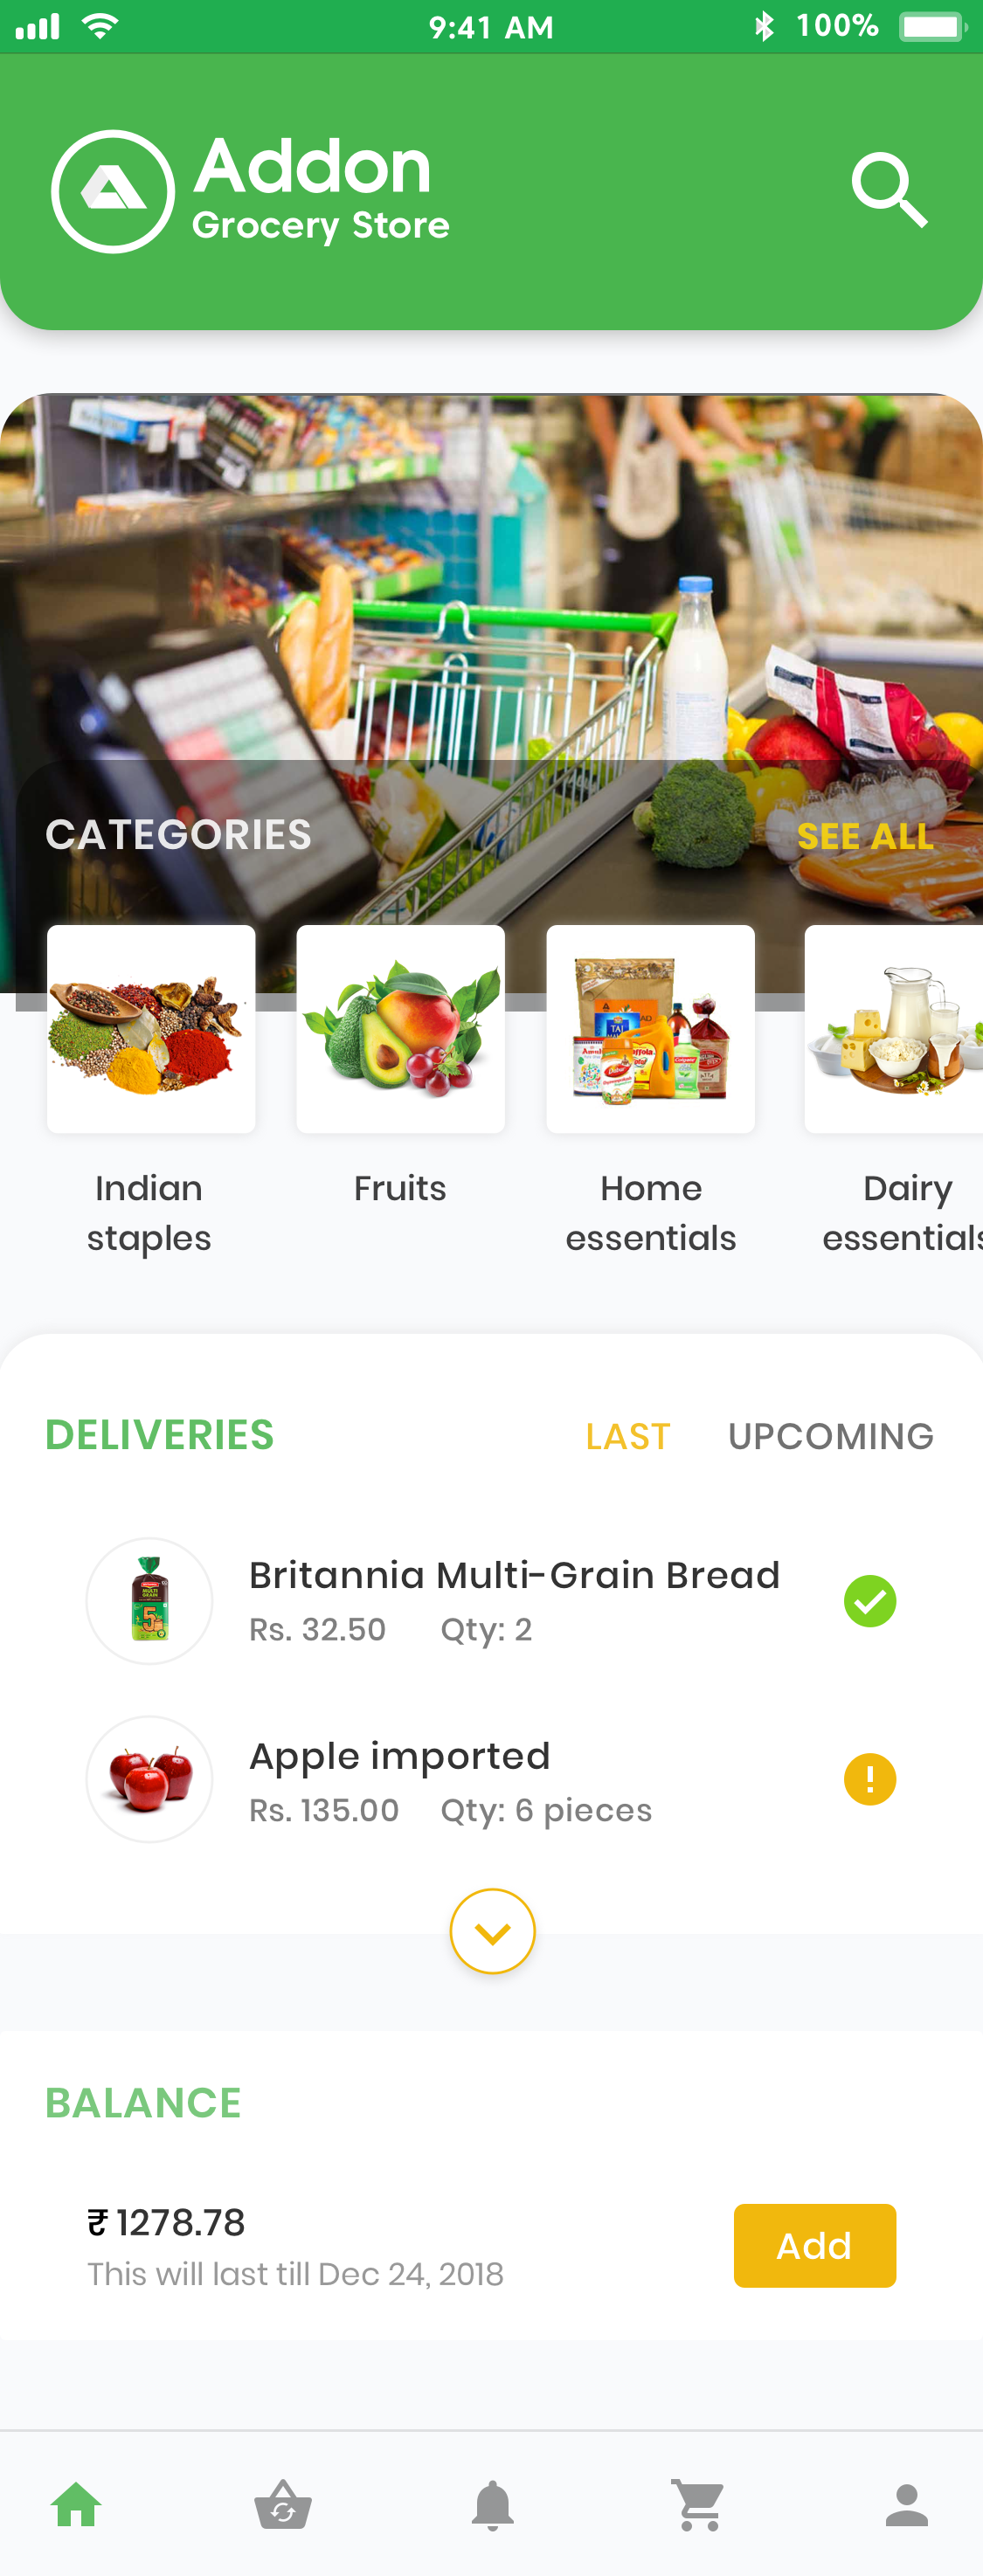 9:41 AM
100%
Addon
Grocery Store
CATEGORIES
SEE ALL
Indian
staples
Fruits
Home
essentials
Dairy
essentials
DELIVERIES
LAST
UPCOMING
Britannia Multi-Grain Bread
Rs. 32.50
Qty: 2
Apple imported
Rs. 135.00
Qty: 6 pieces
BALANCE
₹ 1278.78
This will last till Dec 24, 2018
Add